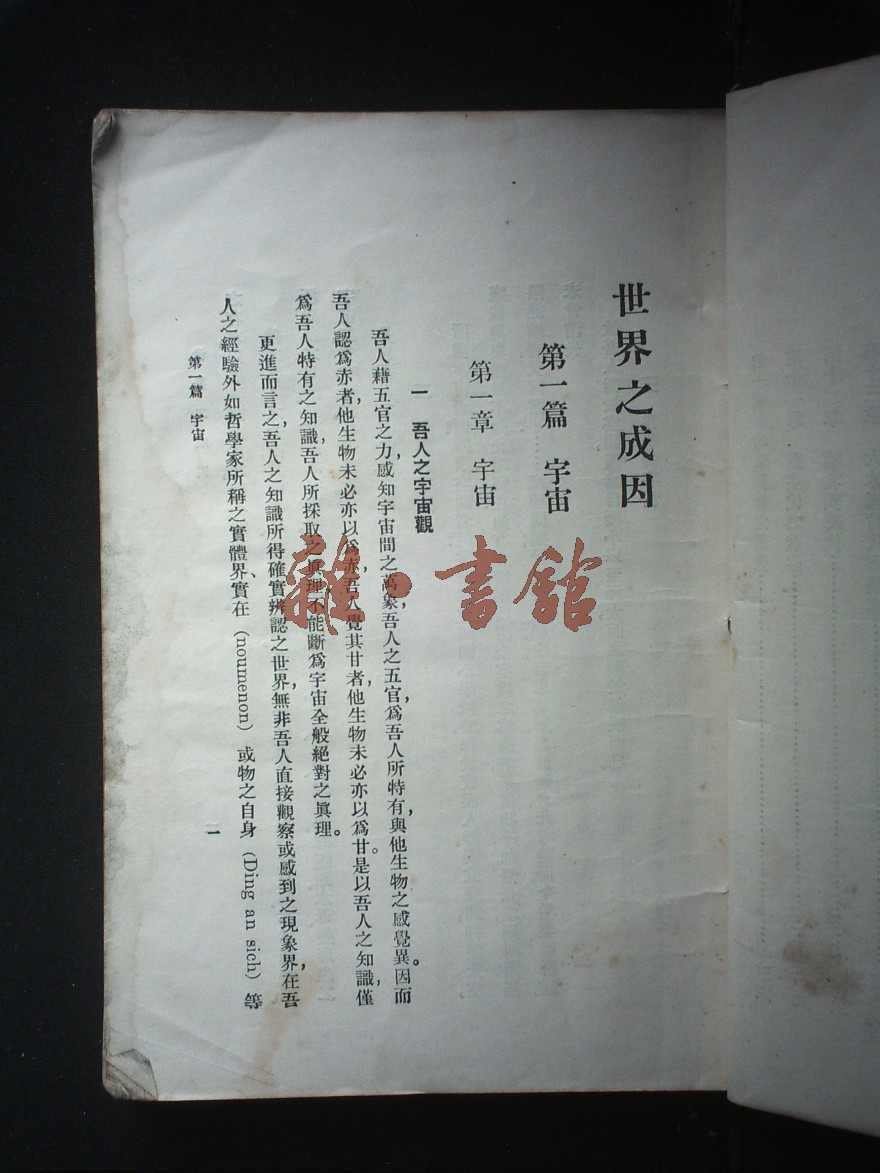 世界之成因
第一篇 宇宙
第一章 宇宙
一 吾人之宇宙觀
吾人藉五官之力,感知宇宙間之萬象,吾人之五官爲吾人所特有,與他生物之感覺異。因而
吾人認爲赤者,他生物未必亦以爲赤,吾人覺其甘者,他生物未必亦以爲甘。是以吾人之知識,僅
爲吾人特有之知識,吾人所採取之眞理不能斷爲宇宙全般絕對之眞理。
更進而言之,吾人之知識所得確實辨認之世界,無非吾人直接觀察或感到之現象界,在吾
人之經驗外如哲學家所稱之實體界、實在(noumenon)或物之自身(Ding an sich)等
第一篇 宇宙
一
雜·書館